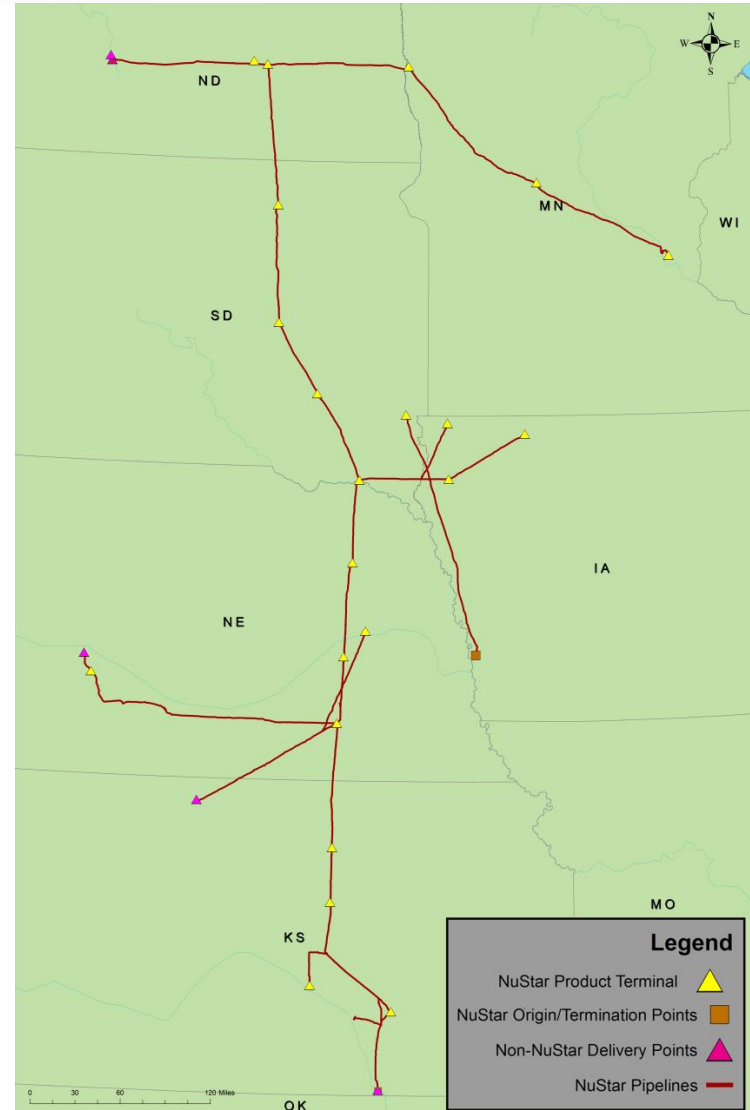 N
W E
S
ND
MN
WI
SD
IA
NE
MO
KS
OK
Legend
NuStar Product Terminal
NuStar Origin/Termination Points
Non-NuStar Delivery Points
NuStar Pipelines
0 30 60 120 Miles